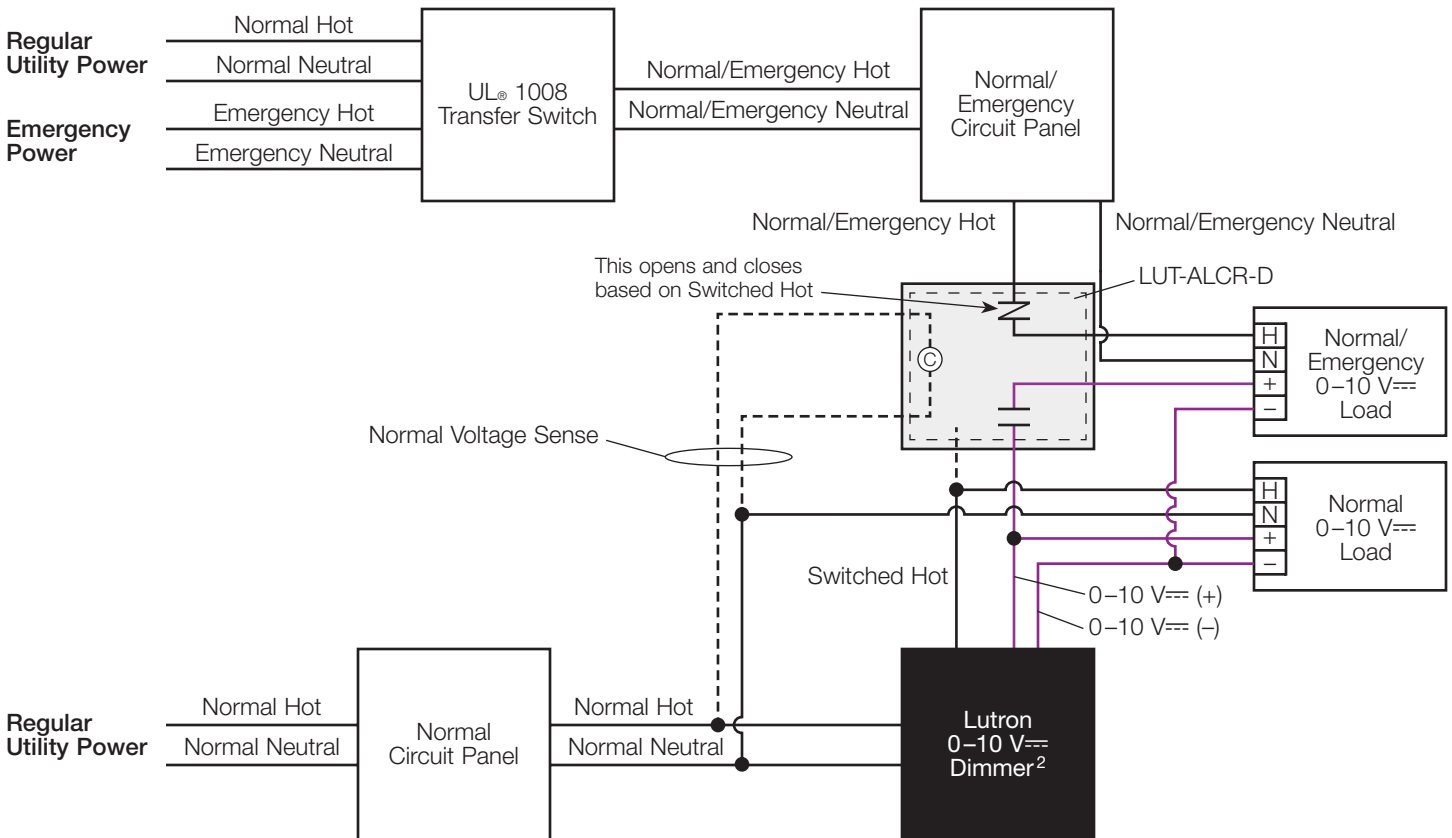 Regular
Utility Power
Normal Hot
Normal Neutral
Emergency
Power
Emergency Hot
Emergency Neutral
UL® 1008
Transfer Switch
Normal/Emergency Hot
Normal/Emergency Neutral
Normal/
Emergency
Circuit Panel
Normal/Emergency Hot
Normal/Emergency Neutral
This opens and closes
based on Switched Hot
LUT-ALCR-D
C
H
N
+
–
Normal/
Emergency
0–10 V⎓
Load
Normal Voltage Sense
H
N
+
–
Normal
0–10 V⎓
Load
Switched Hot
0–10 V⎓ (+)
0–10 V⎓ (–)
Regular
Utility Power
Normal Hot
Normal Neutral
Normal
Circuit Panel
Normal Hot
Normal Neutral
Lutron
0–10 V⎓
Dimmer²